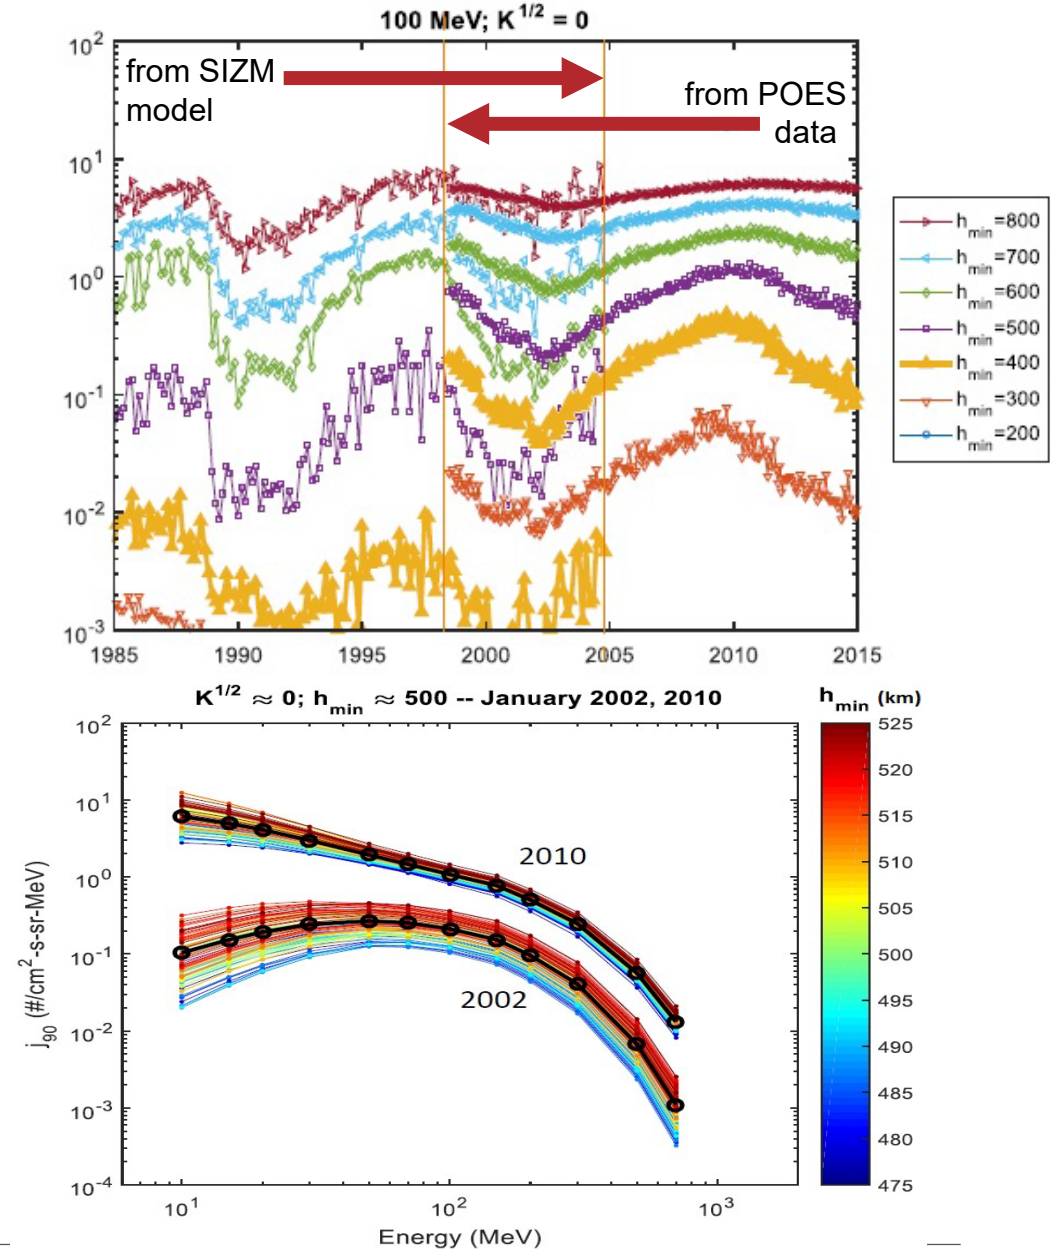 100 MeV; K^1/2 = 0
10^2
from SIZM
model
from POES
data
10^1
10^0
10^-1
10^-2
10^-3
1985 1990 1995 2000 2005 2010 2015
h_min=800
h_min=700
h_min=600
h_min=500
h_min=400
h_min=300
h_min=200
K^1/2 ≈ 0; h_min ≈ 500 -- January 2002, 2010
h_min (km)
10^2
10^1
10^0
10^-1
10^-2
10^-3
10^-4
j_90 (#/cm^2-s-sr-MeV)
2010
2002
10^1 10^2 10^3
Energy (MeV)
525
520
515
510
505
500
495
490
485
480
475